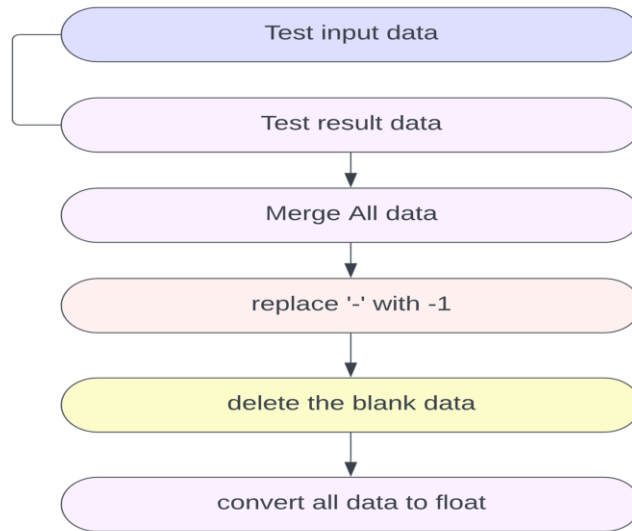 Test input data
Test result data
Merge All data
replace '-' with -1
delete the blank data
convert all data to float